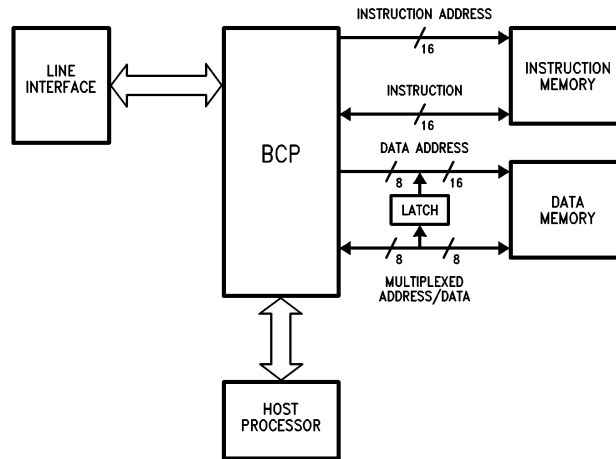 INSTRUCTION ADDRESS
16
LINE
INTERFACE
INSTRUCTION
MEMORY
INSTRUCTION
16
BCP
DATA ADDRESS
8
16
LATCH
DATA
MEMORY
8
8
MULTIPLEXED
ADDRESS/DATA
HOST
PROCESSOR